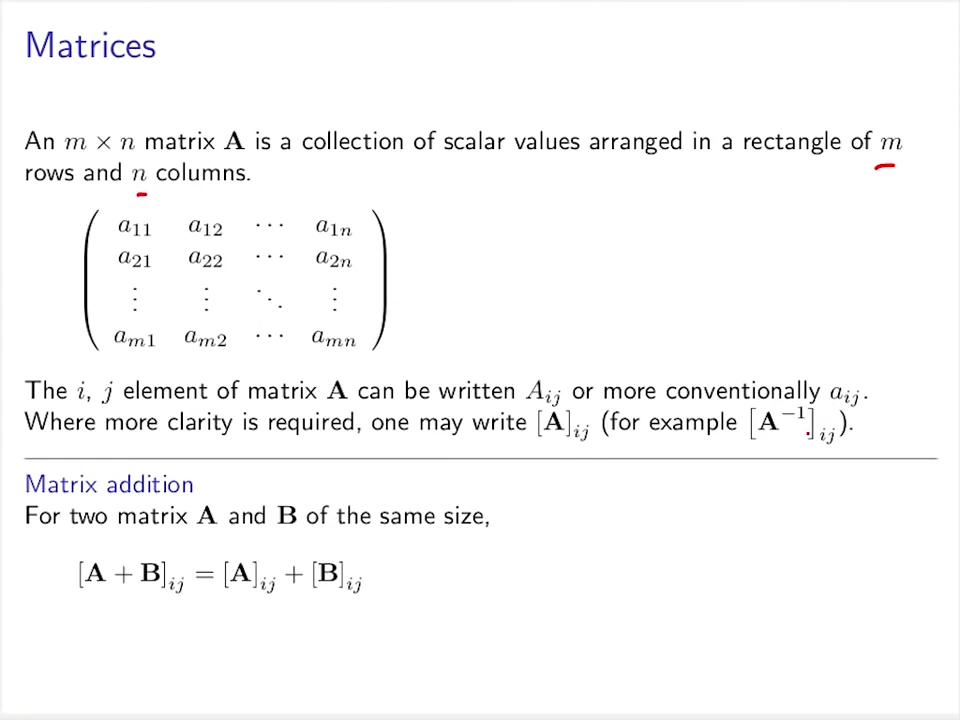 Matrices
An m × n matrix A is a collection of scalar values arranged in a rectangle of m
rows and n columns.
a11 a12 ⋯ a1n
a21 a22 ⋯ a2n
⋮ ⋮ ⋱ ⋮
am1 am2 ⋯ amn
The i, j element of matrix A can be written Aij or more conventionally aij.
Where more clarity is required, one may write [A]ij (for example [A−1]ij).
Matrix addition
For two matrix A and B of the same size,
[A + B]ij = [A]ij + [B]ij